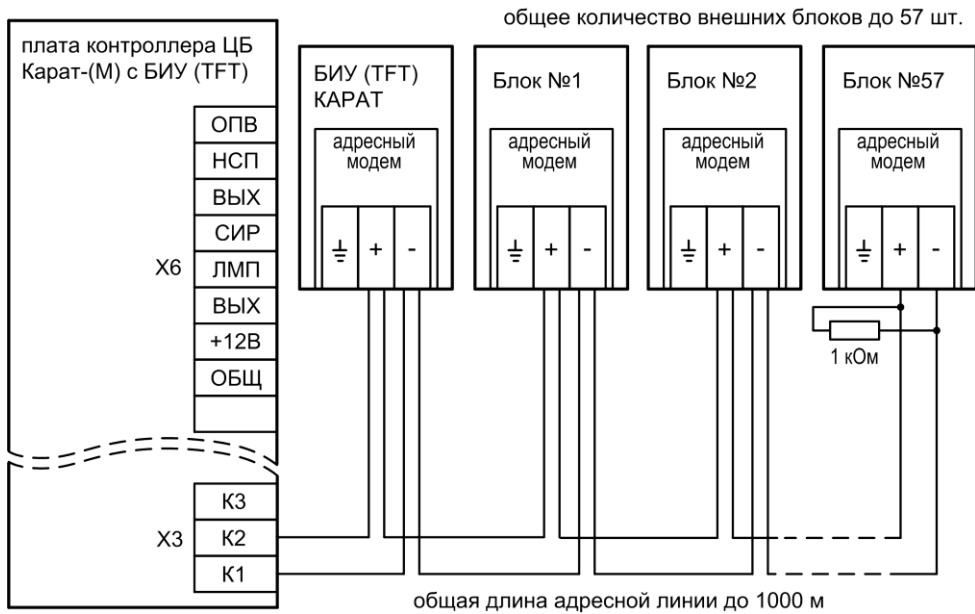 общее количество внешних блоков до 57 шт.
плата контроллера ЦБ
Карат-(М) с БИУ (TFT)
X6
ОПВ
НСП
ВЫХ
СИР
ЛМП
ВЫХ
+12В
ОБЩ
X3
К3
К2
К1
БИУ (TFT)
КАРАТ
адресный
модем
+ -
Блок №1
адресный
модем
+ -
Блок №2
адресный
модем
+ -
Блок №57
адресный
модем
+ -
1 кОм
общая длина адресной линии до 1000 м